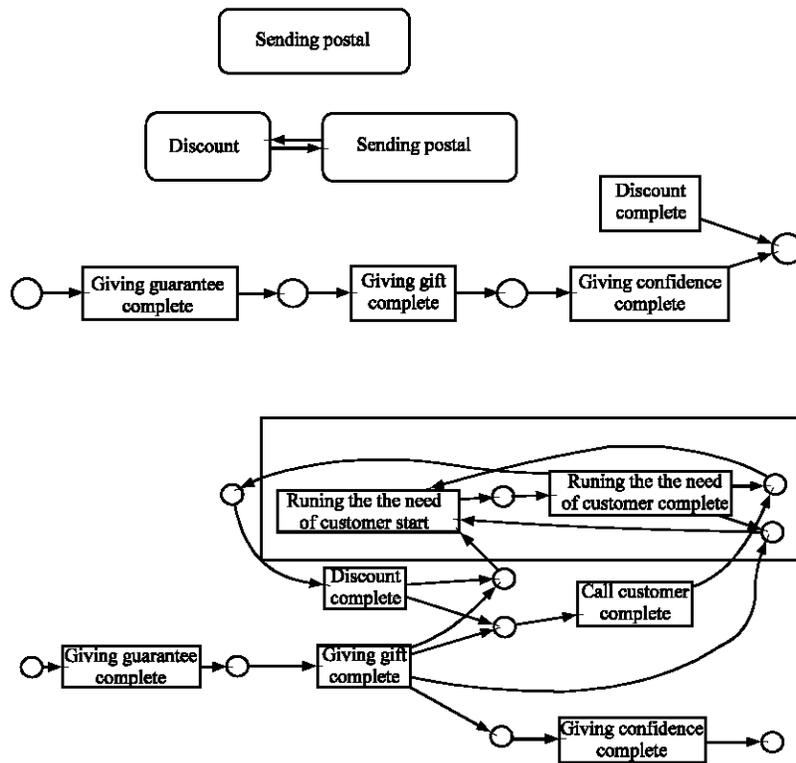 Sending postal
Discount
Sending postal
Discount
complete
Giving guarantee
complete
Giving gift
complete
Giving confidence
complete
Runing the the need
of customer start
Runing the the need
of customer complete
Discount
complete
Call customer
complete
Giving guarantee
complete
Giving gift
complete
Giving confidence
complete